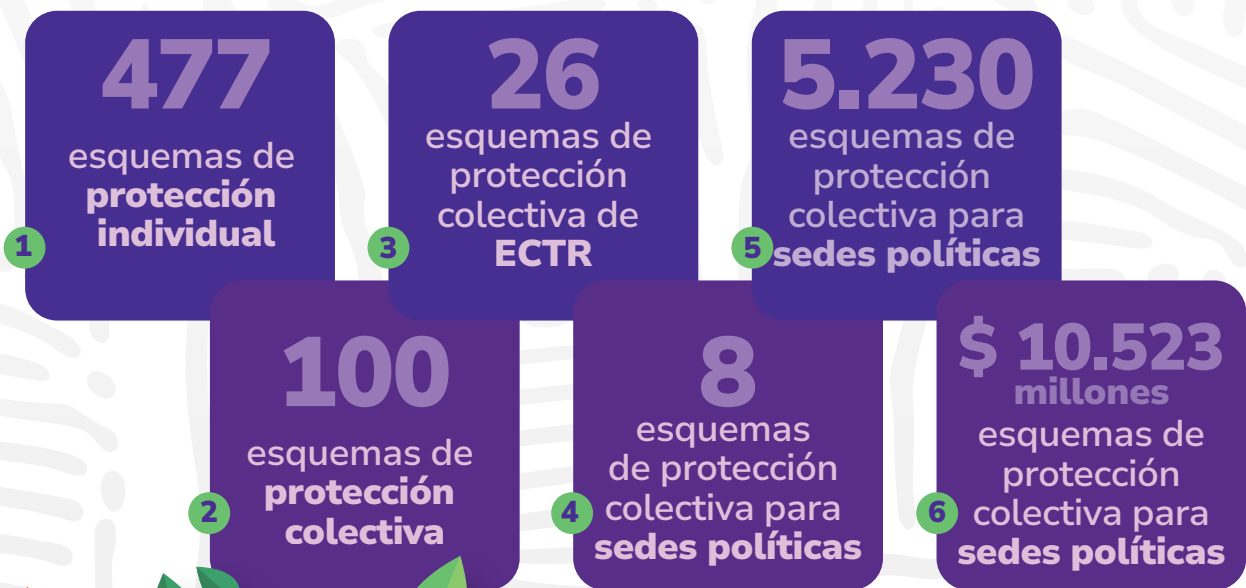 477
esquemas de
protección
individual
1
100
esquemas de
protección
colectiva
2
26
esquemas de
protección
colectiva de
ECTR
3
8
esquemas
de protección
colectiva para
sedes políticas
4
5.230
esquemas de
protección
colectiva para
sedes políticas
5
$ 10.523
millones
esquemas de
protección
colectiva para
sedes políticas
6